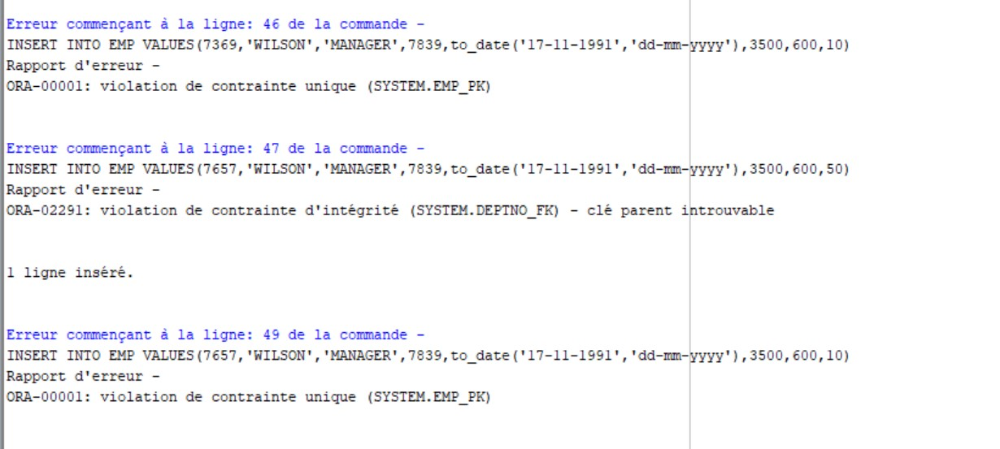 Erreur commençant à la ligne: 46 de la commande -
INSERT INTO EMP VALUES(7369,'WILSON','MANAGER',7839,to_date('17-11-1991','dd-mm-yyyy'),3500,600,10)
Rapport d'erreur -
ORA-00001: violation de contrainte unique (SYSTEM.EMP_PK)
Erreur commençant à la ligne: 47 de la commande -
INSERT INTO EMP VALUES(7657,'WILSON','MANAGER',7839,to_date('17-11-1991','dd-mm-yyyy'),3500,600,50)
Rapport d'erreur -
ORA-02291: violation de contrainte d'intégrité (SYSTEM.DEPTNO_FK) - clé parent introuvable
1 ligne inséré.
Erreur commençant à la ligne: 49 de la commande -
INSERT INTO EMP VALUES(7657,'WILSON','MANAGER',7839,to_date('17-11-1991','dd-mm-yyyy'),3500,600,10)
Rapport d'erreur -
ORA-00001: violation de contrainte unique (SYSTEM.EMP_PK)